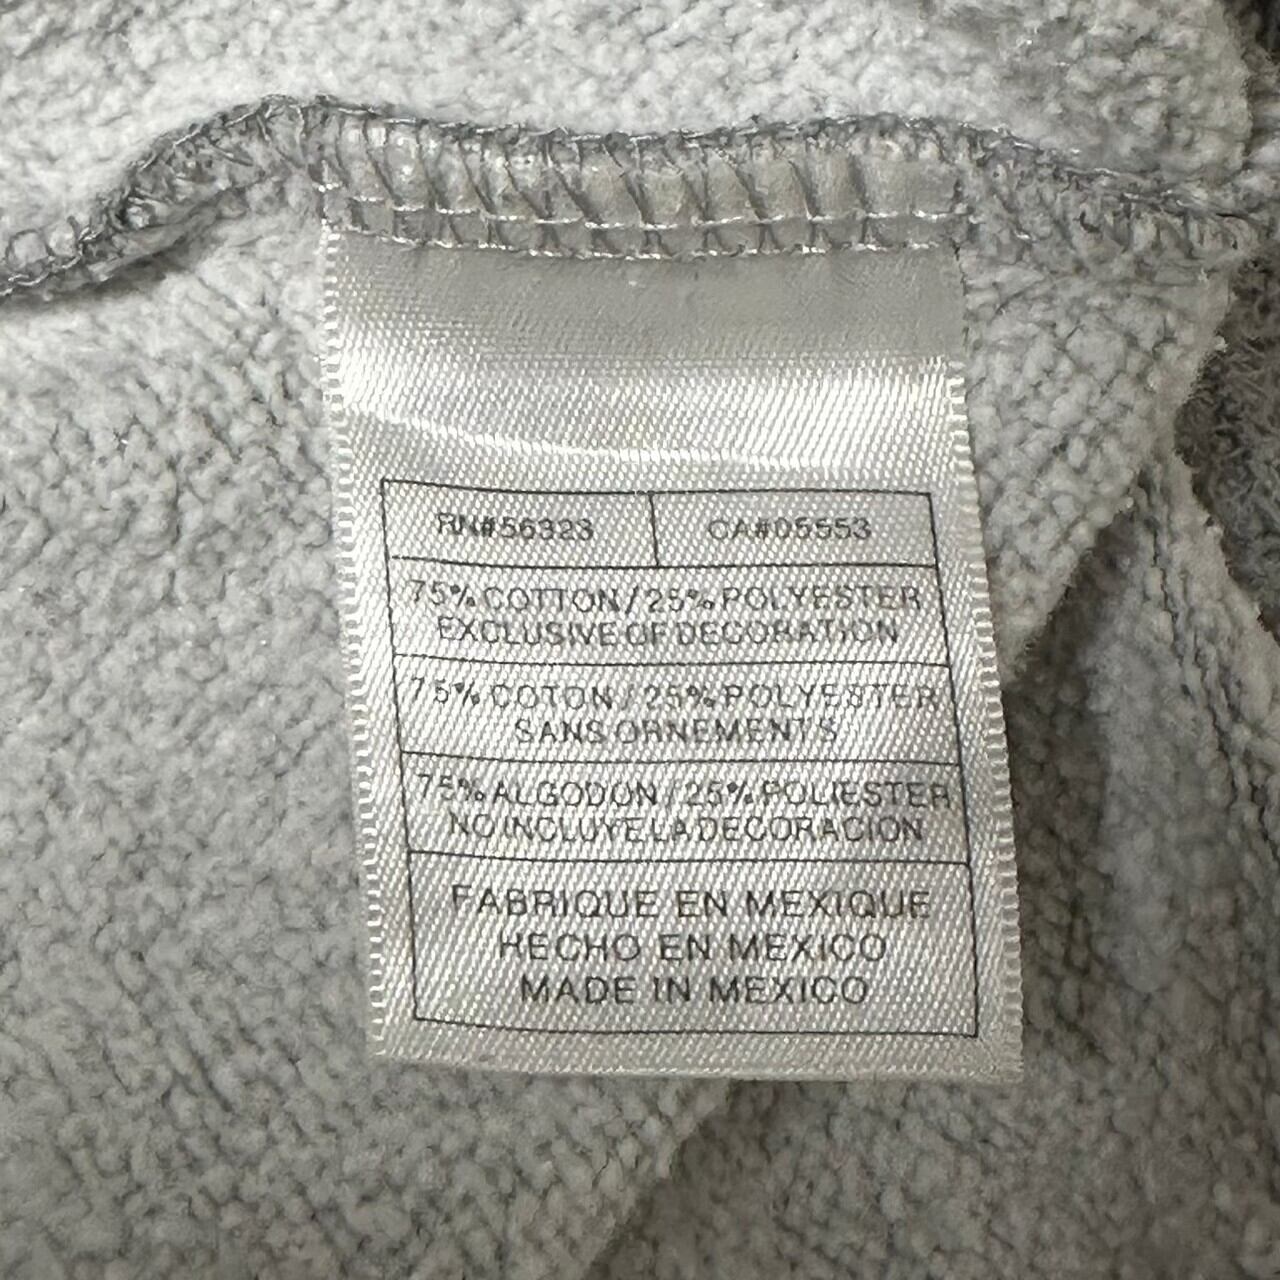 RN#56323 CA#05553
75% COTTON/25% POLYESTER
EXCLUSIVE OF DECORATION
75% COTON/25% POLYESTER
SANS ORNEMENTS
75% ALGODON/25% POLIESTER
NO INCLUYE LA DECORACION
FABRIQUE EN MEXIQUE
HECHO EN MEXICO
MADE IN MEXICO